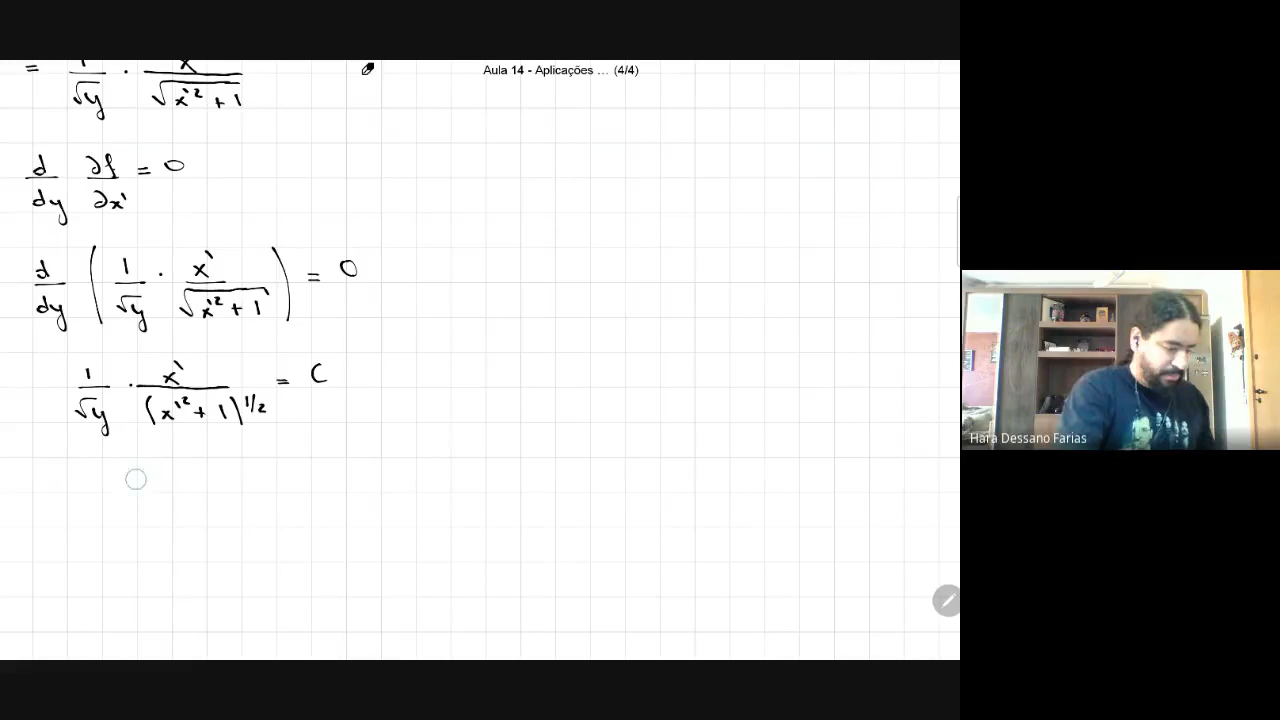 = 1/√y · x'/√(x'² + 1)
Aula 14 - Aplicações ... (4/4)
d/dy ∂f/∂x' = 0
d/dy (1/√y · x'/√(x'² + 1)) = 0
1/√y · x'/(x'² + 1)^1/2 = C
Hara Dessano Farias